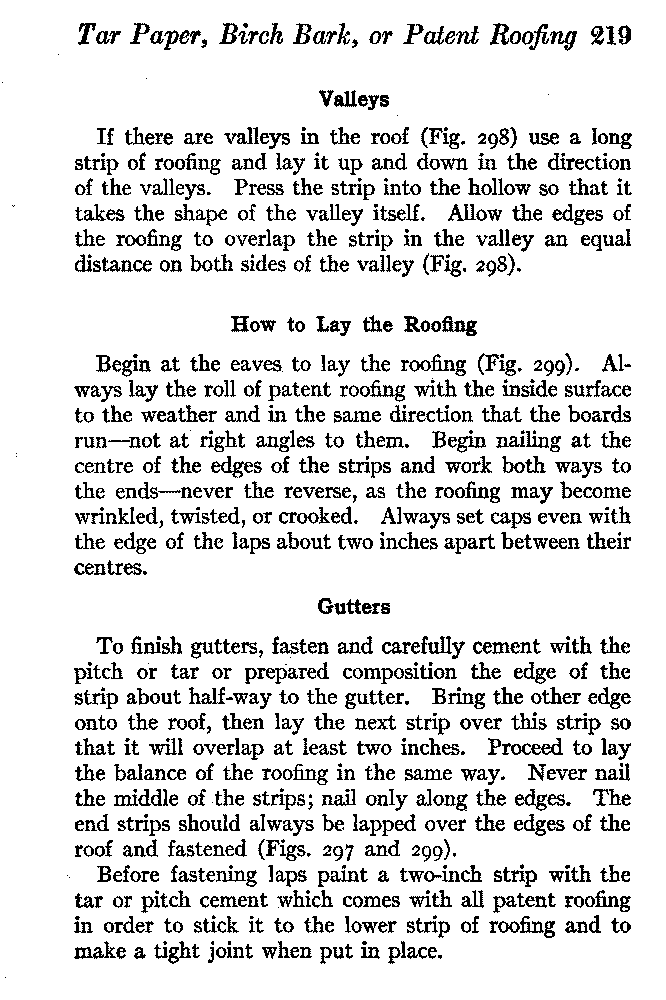 Tar Paper, Birch Bark, or Patent Roofing 219
Valleys
If there are valleys in the roof (Fig. 298) use a long
strip of roofing and lay it up and down in the direction
of the valleys. Press the strip into the hollow so that it
takes the shape of the valley itself. Allow the edges of
the roofing to overlap the strip in the valley an equal
distance on both sides of the valley (Fig. 298).
How to Lay the Roofing
Begin at the eaves to lay the roofing (Fig. 299). Al-
ways lay the roll of patent roofing with the inside surface
to the weather and in the same direction that the boards
run—not at right angles to them. Begin nailing at the
centre of the edges of the strips and work both ways to
the ends—never the reverse, as the roofing may become
wrinkled, twisted, or crooked. Always set caps even with
the edge of the laps about two inches apart between their
centres.
Gutters
To finish gutters, fasten and carefully cement with the
pitch or tar or prepared composition the edge of the
strip about half-way to the gutter. Bring the other edge
onto the roof, then lay the next strip over this strip so
that it will overlap at least two inches. Proceed to lay
the balance of the roofing in the same way. Never nail
the middle of the strips; nail only along the edges. The
end strips should always be lapped over the edges of the
roof and fastened (Figs. 297 and 299).
Before fastening laps paint a two-inch strip with the
tar or pitch cement which comes with all patent roofing
in order to stick it to the lower strip of roofing and to
make a tight joint when put in place.